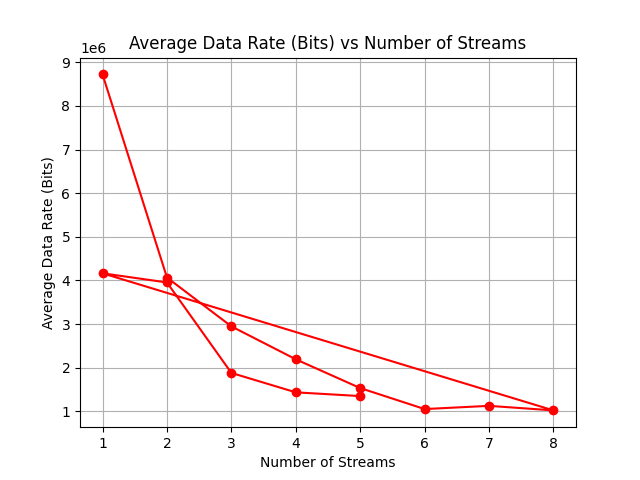 Average Data Rate (Bits) vs Number of Streams
1e6
9
8
7
6
5
4
3
2
1
Average Data Rate (Bits)
1 2 3 4 5 6 7 8
Number of Streams